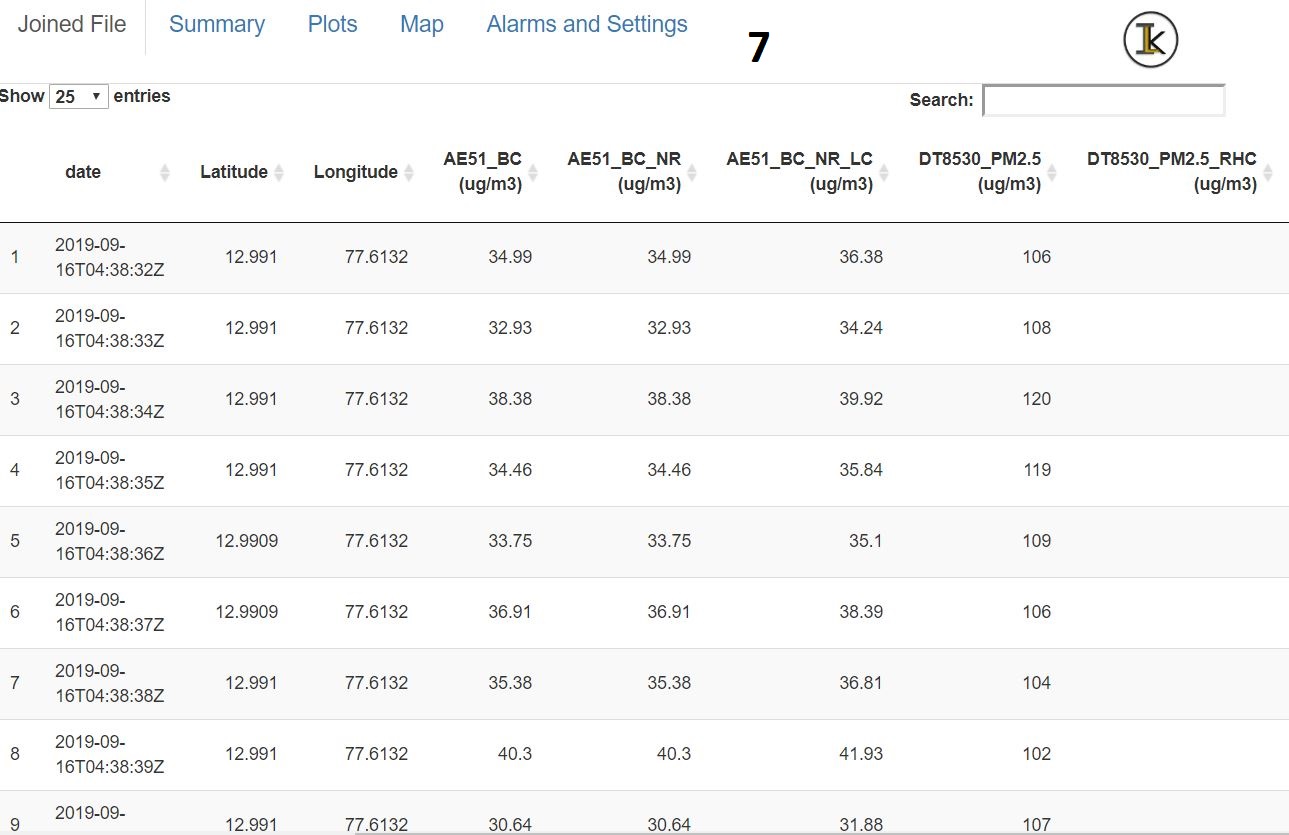 Joined File Summary Plots Map Alarms and Settings
7
K
Show 25 entries Search:
date Latitude Longitude AE51_BC (ug/m3) AE51_BC_NR (ug/m3) AE51_BC_NR_LC (ug/m3) DT8530_PM2.5 (ug/m3) DT8530_PM2.5_RHC (ug/m3)
1 2019-09-16T04:38:32Z 12.991 77.6132 34.99 34.99 36.38 106
2 2019-09-16T04:38:33Z 12.991 77.6132 32.93 32.93 34.24 108
3 2019-09-16T04:38:34Z 12.991 77.6132 38.38 38.38 39.92 120
4 2019-09-16T04:38:35Z 12.991 77.6132 34.46 34.46 35.84 119
5 2019-09-16T04:38:36Z 12.9909 77.6132 33.75 33.75 35.1 109
6 2019-09-16T04:38:37Z 12.9909 77.6132 36.91 36.91 38.39 106
7 2019-09-16T04:38:38Z 12.991 77.6132 35.38 35.38 36.81 104
8 2019-09-16T04:38:39Z 12.991 77.6132 40.3 40.3 41.93 102
9 2019-09- 12.991 77.6132 30.64 30.64 31.88 107